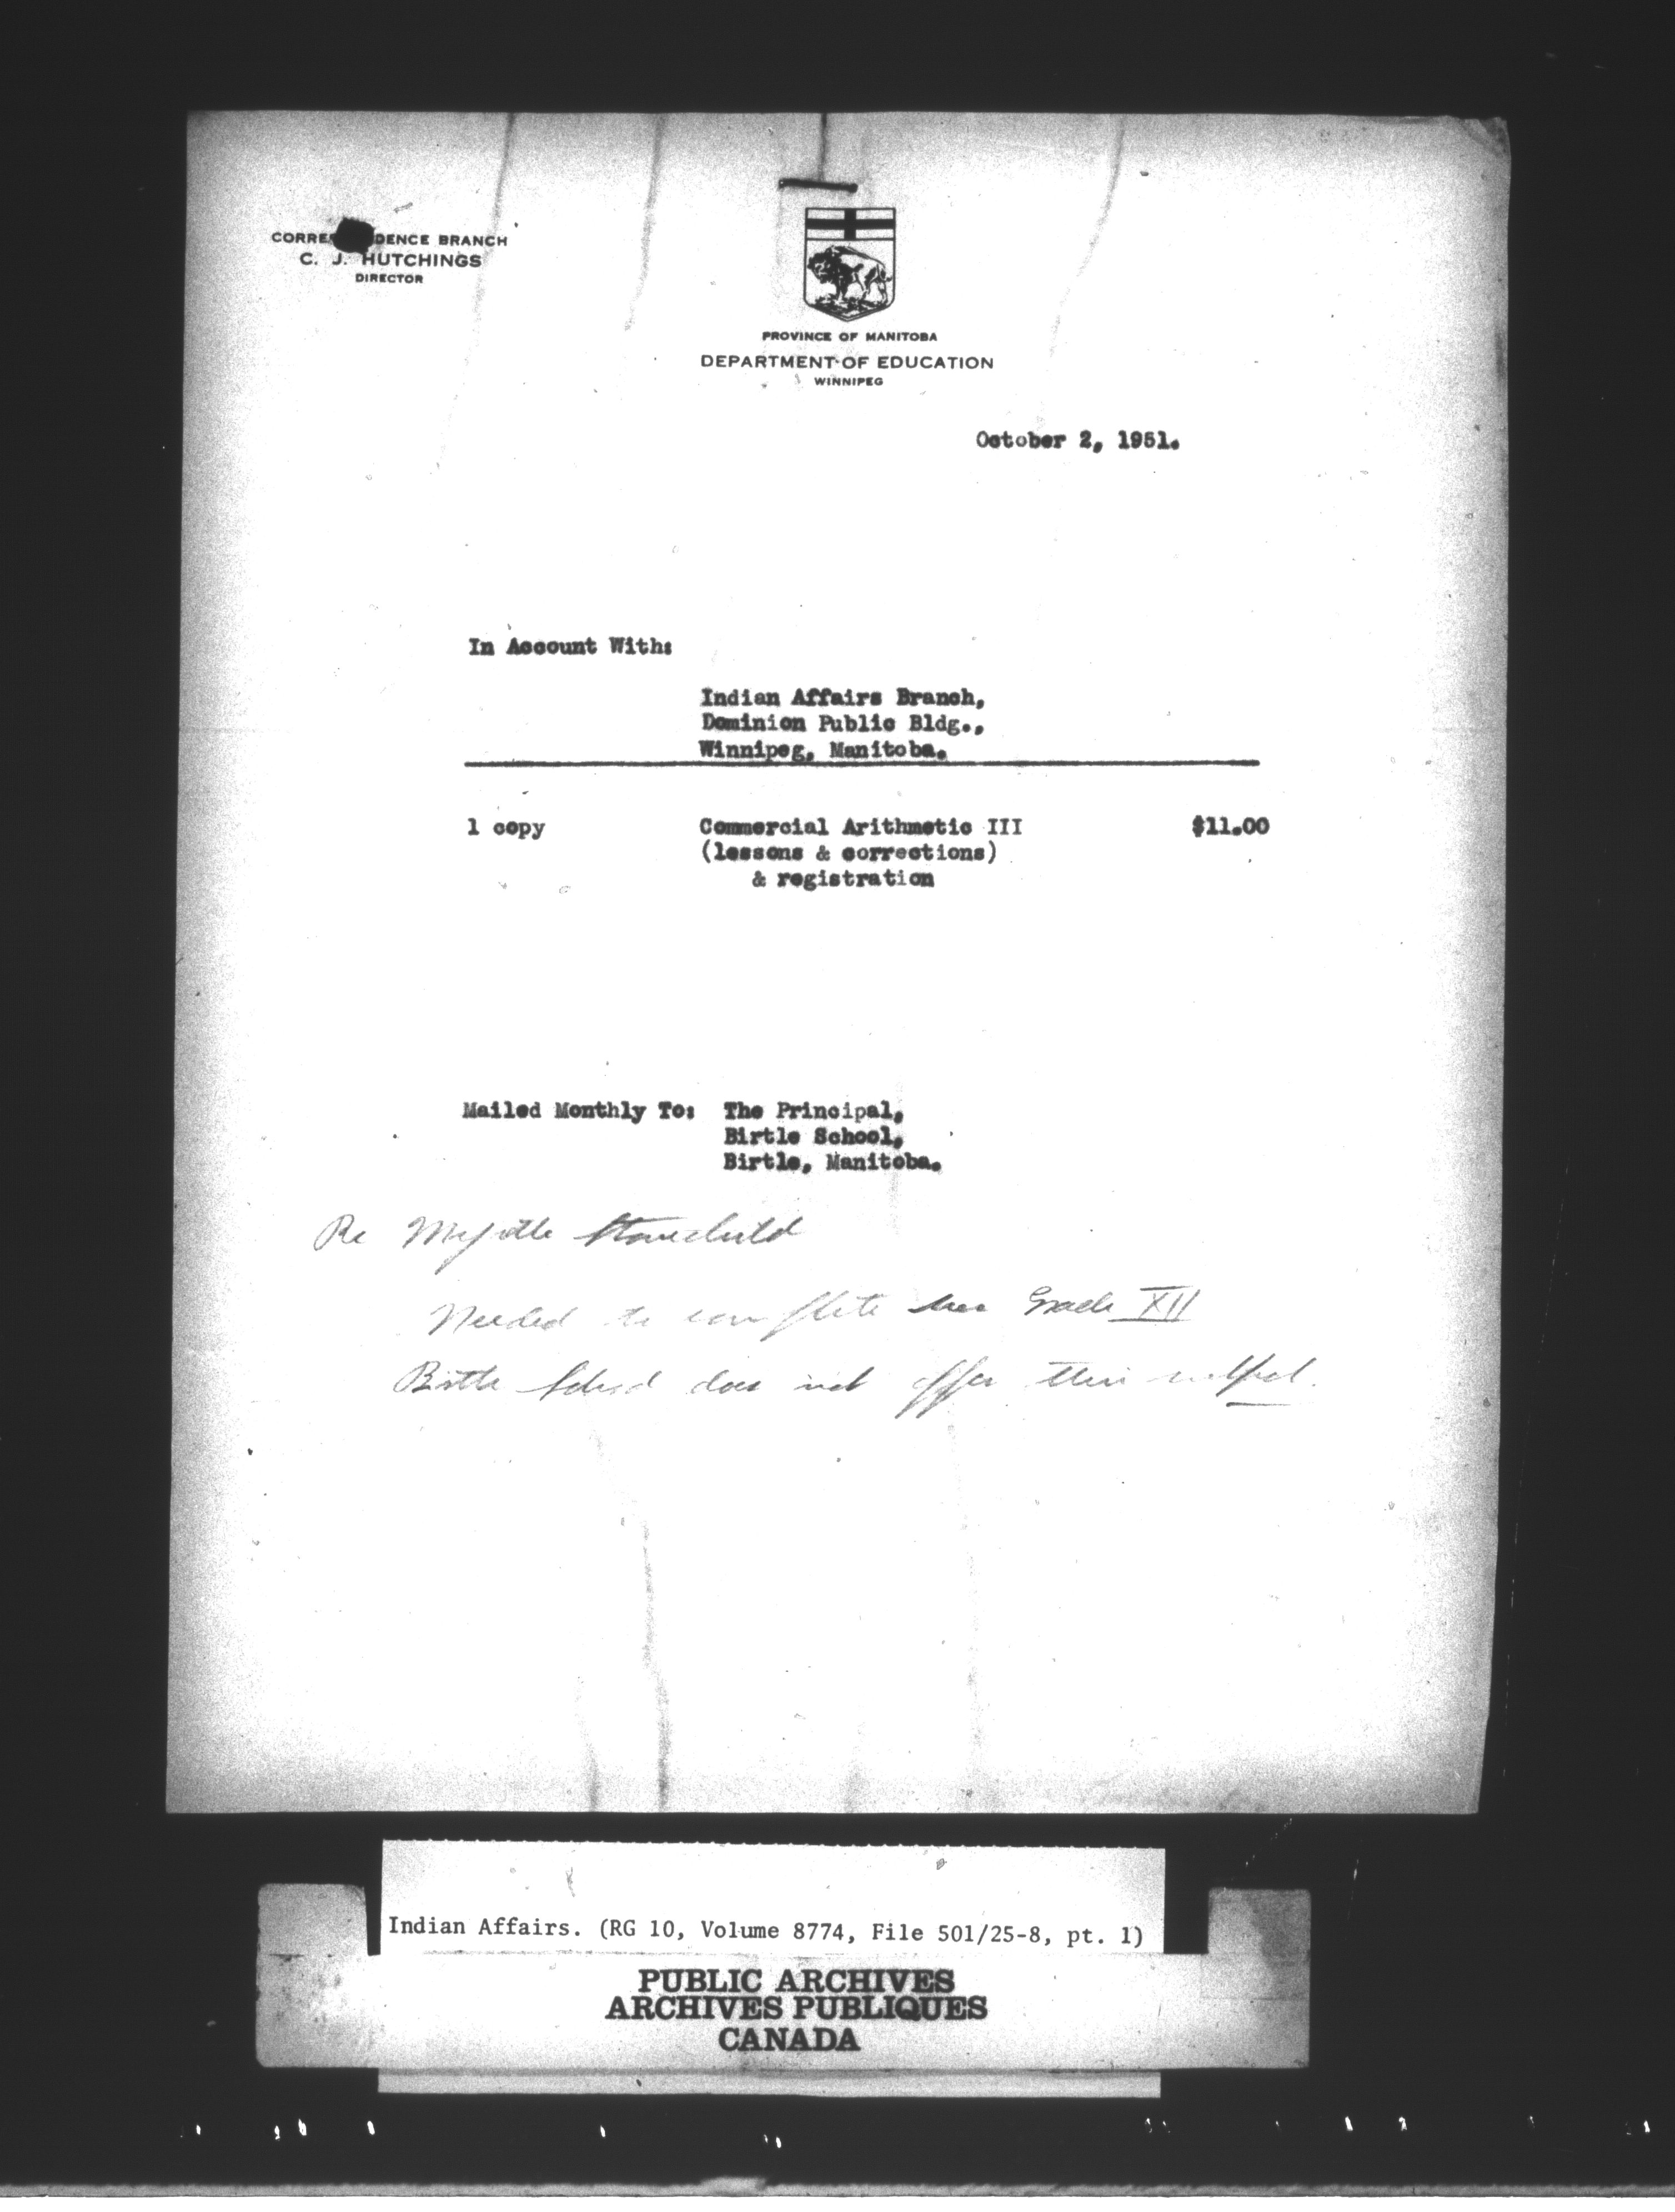 CORRE DENCE BRANCH
C. J. HUTCHINGS
DIRECTOR
PROVINCE OF MANITOBA
DEPARTMENT OF EDUCATION
WINNIPEG
October 2, 1951.
In Account With:
Indian Affairs Branch,
Dominion Public Bldg.,
Winnipeg, Manitoba.
1 copy Commercial Arithmetic III $11.00
(lessons & corrections)
& registration
Mailed Monthly To: The Principal,
Birtle School,
Birtle, Manitoba.
Re Myrtle Stonechild
Needed to complete her Grade XII
Birtle School does not offer this subject.
Indian Affairs. (RG 10, Volume 8774, File 501/25-8, pt. 1)
PUBLIC ARCHIVES
ARCHIVES PUBLIQUES
CANADA